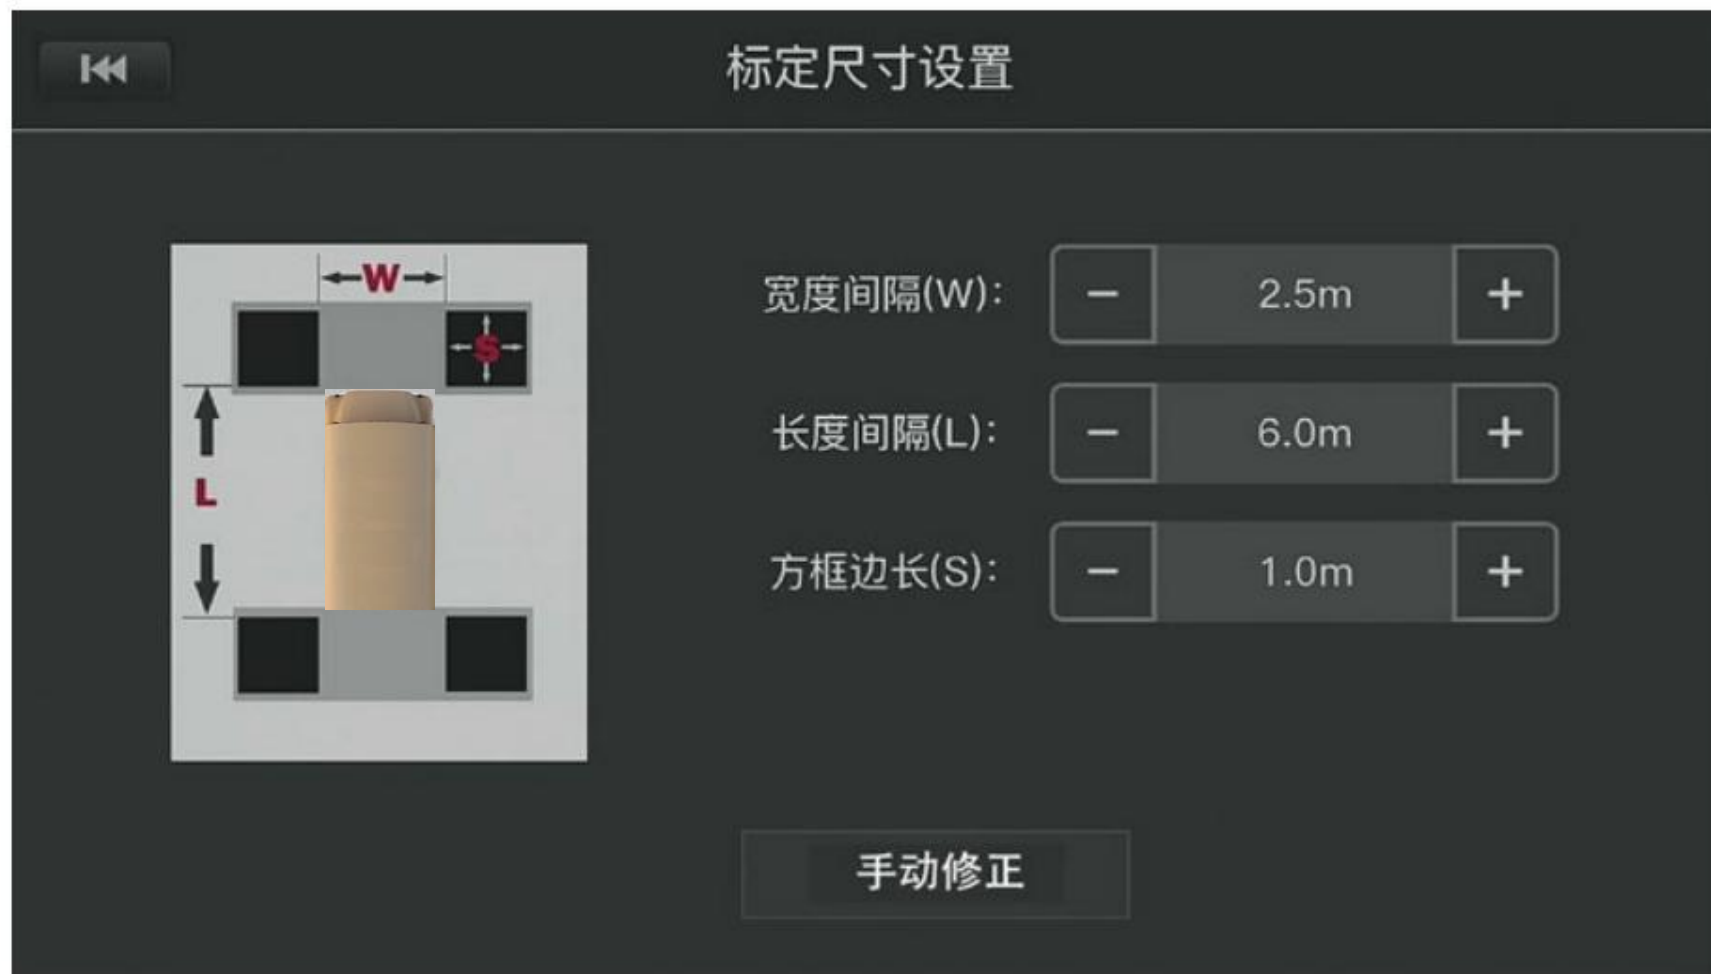 标定尺寸设置
W
S
L
宽度间隔(W):
− 2.5m +
长度间隔(L):
− 6.0m +
方框边长(S):
− 1.0m +
手动修正